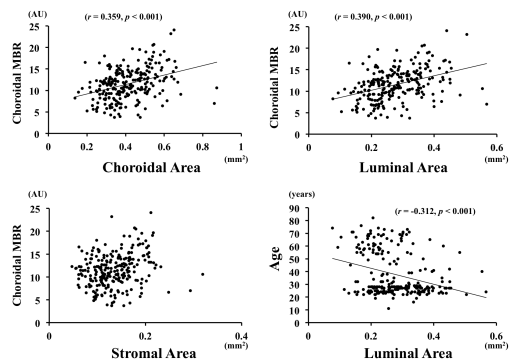 (AU)
(r = 0.359, p < 0.001)
Choroidal MBR
25
20
15
10
5
0
0
0.2
0.4
0.6
0.8
1
Choroidal Area
(mm²)
(AU)
(r = 0.390, p < 0.001)
Choroidal MBR
25
20
15
10
5
0
0
0.2
0.4
0.6
Luminal Area
(mm²)
(AU)
Choroidal MBR
25
20
15
10
5
0
0
0.2
0.4
Stromal Area
(mm²)
(years)
(r = -0.312, p < 0.001)
Age
90
80
70
60
50
40
30
20
10
0
0
0.2
0.4
0.6
Luminal Area
(mm²)